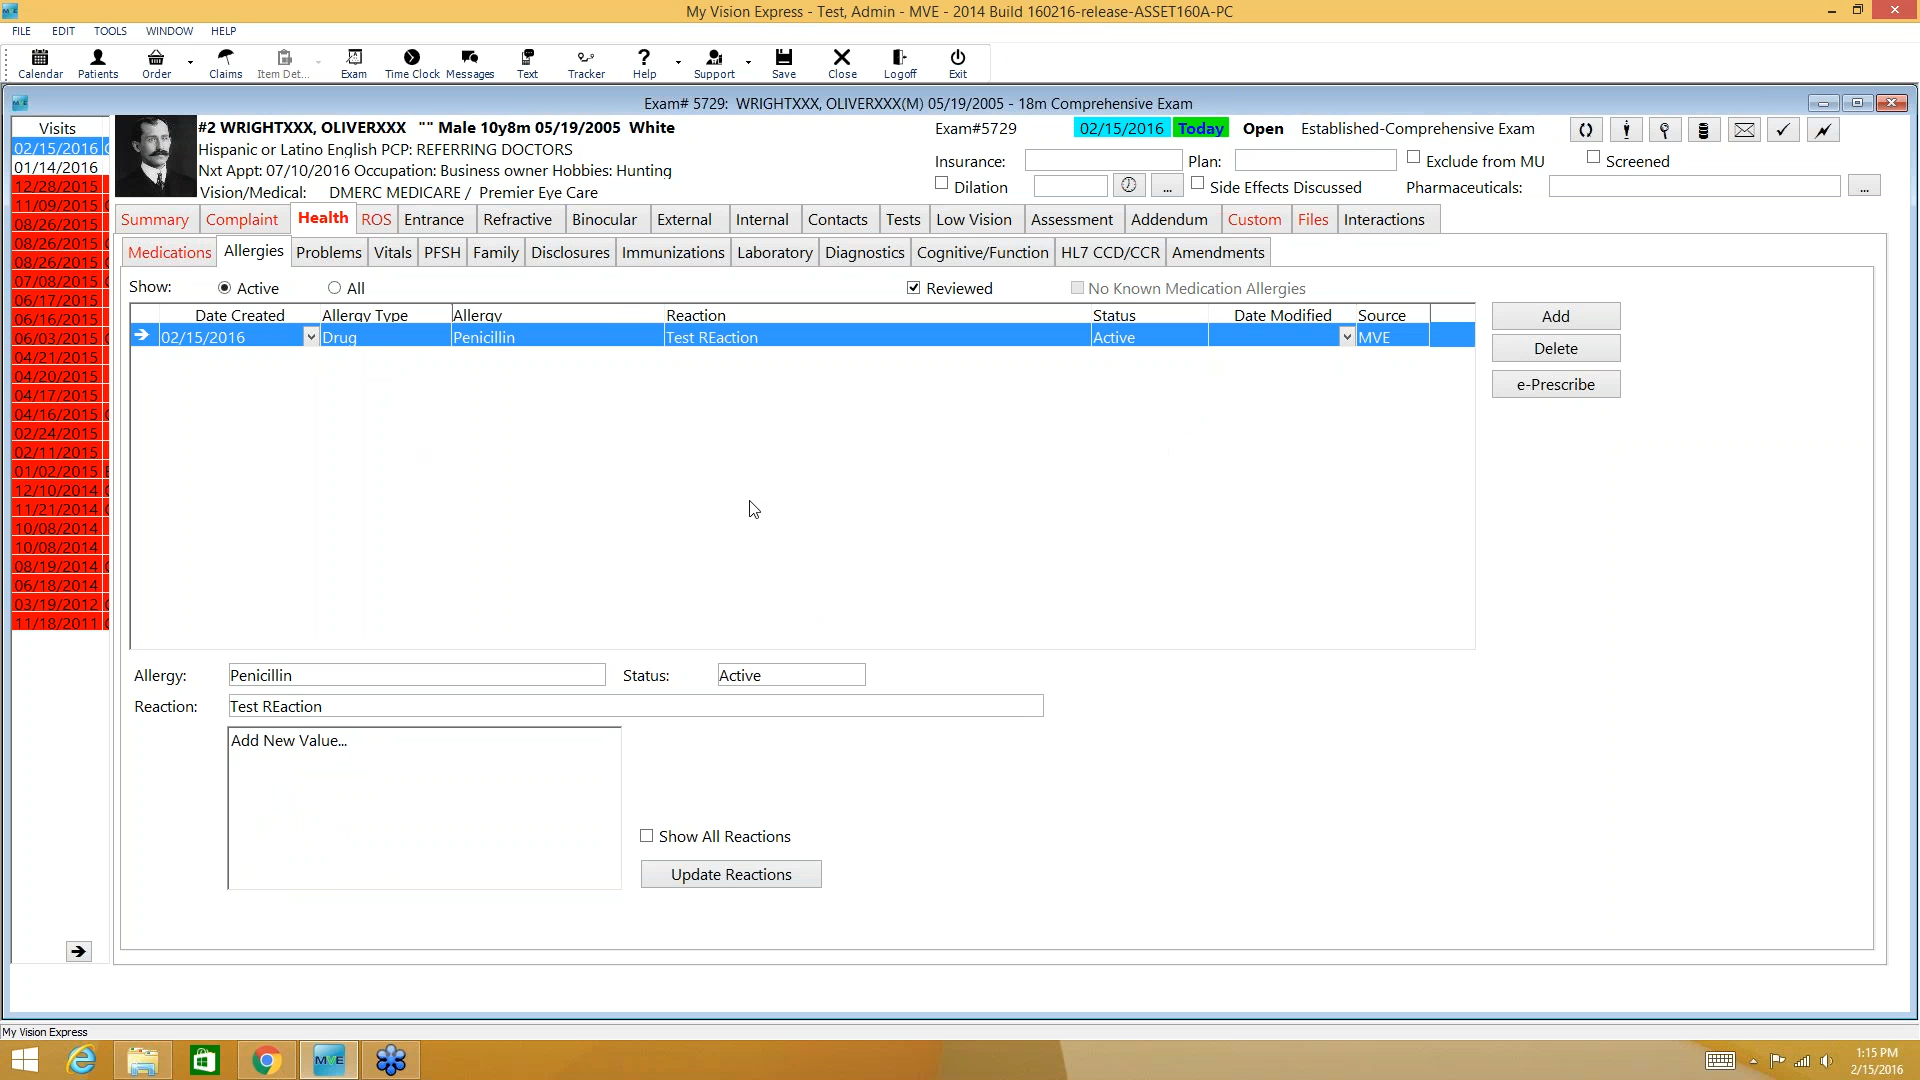 My Vision Express - Test, Admin - MVE - 2014 Build 160216-release-ASSET160A-PC
FILE EDIT TOOLS WINDOW HELP
Calendar Patients Order Claims Item Det... Exam Time Clock Messages Text Tracker Help Support Save Close Logoff Exit
Exam# 5729: WRIGHTXXX, OLIVERXXX(M) 05/19/2005 - 18m Comprehensive Exam
Visits
02/15/2016
01/14/2016
12/28/2015
11/09/2015
08/26/2015
08/26/2015
08/26/2015
07/08/2015
06/17/2015
06/16/2015
06/03/2015
04/21/2015
04/20/2015
04/17/2015
04/16/2015
02/24/2015
02/11/2015
01/02/2015
12/10/2014
11/21/2014
10/08/2014
10/08/2014
08/19/2014
06/18/2014
03/19/2012
11/18/2011
#2 WRIGHTXXX, OLIVERXXX "" Male 10y8m 05/19/2005 White
Hispanic or Latino English PCP: REFERRING DOCTORS
Nxt Appt: 07/10/2016 Occupation: Business owner Hobbies: Hunting
Vision/Medical: DMERC MEDICARE / Premier Eye Care
Exam#5729 02/15/2016 Today Open Established-Comprehensive Exam
Insurance: Plan: Exclude from MU Screened
Dilation ... Side Effects Discussed Pharmaceuticals: ...
Summary Complaint Health ROS Entrance Refractive Binocular External Internal Contacts Tests Low Vision Assessment Addendum Custom Files Interactions
Medications Allergies Problems Vitals PFSH Family Disclosures Immunizations Laboratory Diagnostics Cognitive/Function HL7 CCD/CCR Amendments
Show: Active All Reviewed No Known Medication Allergies
Date Created Allergy Type Allergy Reaction Status Date Modified Source
02/15/2016 Drug Penicillin Test REaction Active MVE
Add
Delete
e-Prescribe
Allergy: Penicillin Status: Active
Reaction: Test REaction
Add New Value...
Show All Reactions
Update Reactions
My Vision Express
MVE
1:15 PM
2/15/2016